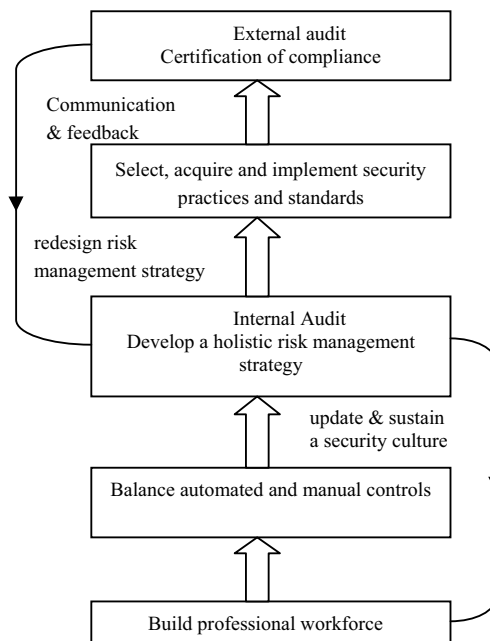 External audit
Certification of compliance
Communication
& feedback
Select, acquire and implement security
practices and standards
redesign risk
management strategy
Internal Audit
Develop a holistic risk management
strategy
update & sustain
a security culture
Balance automated and manual controls
Build professional workforce